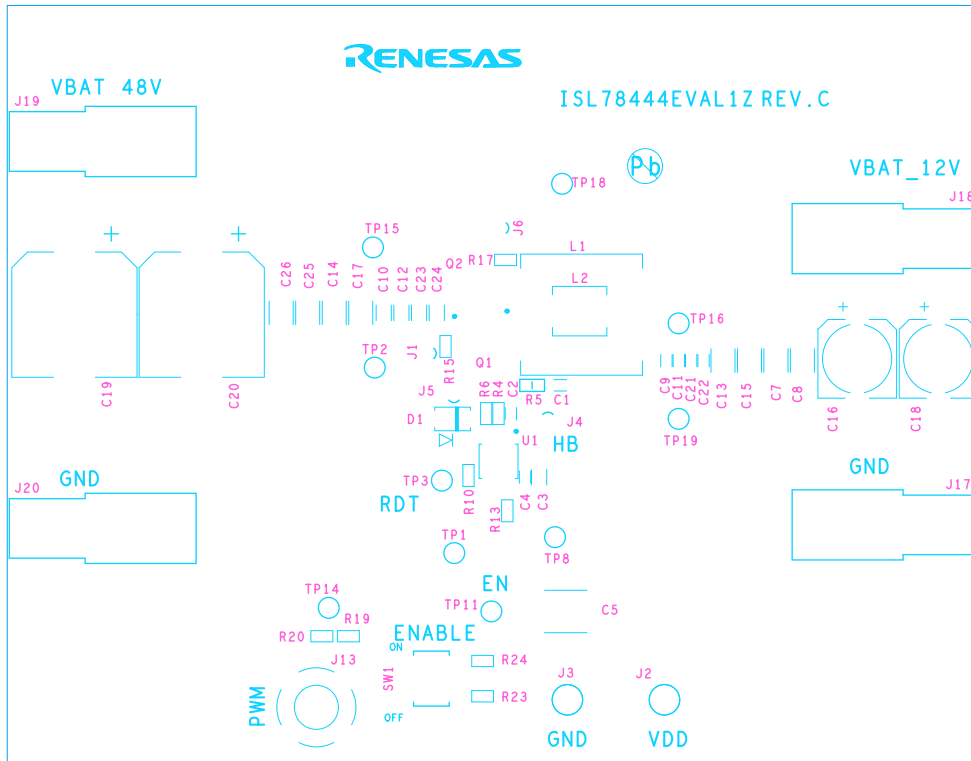 RENESAS
VBAT 48V
J19
ISL78444EVAL1Z REV.C
Pb
VBAT_12V
TP18
J18
TP15
J6
L1
R17
Q2
C26
C25
C14
C17
C10
C12
C23
C24
L2
TP16
TP2
J1
R15
Q1
C19
C20
C9
C11
C21
C22
C13
C15
C7
C8
C16
C18
J5
R6
R4
C2
R5
C1
D1
J4
U1
HB
TP19
GND
J20
TP3
RDT
R10
R13
C4
C3
GND
J17
TP1
TP8
EN
TP14
TP11
C5
R19
R20
ENABLE
ON
J13
SW1
R24
R23
J3
J2
PWM
OFF
GND
VDD